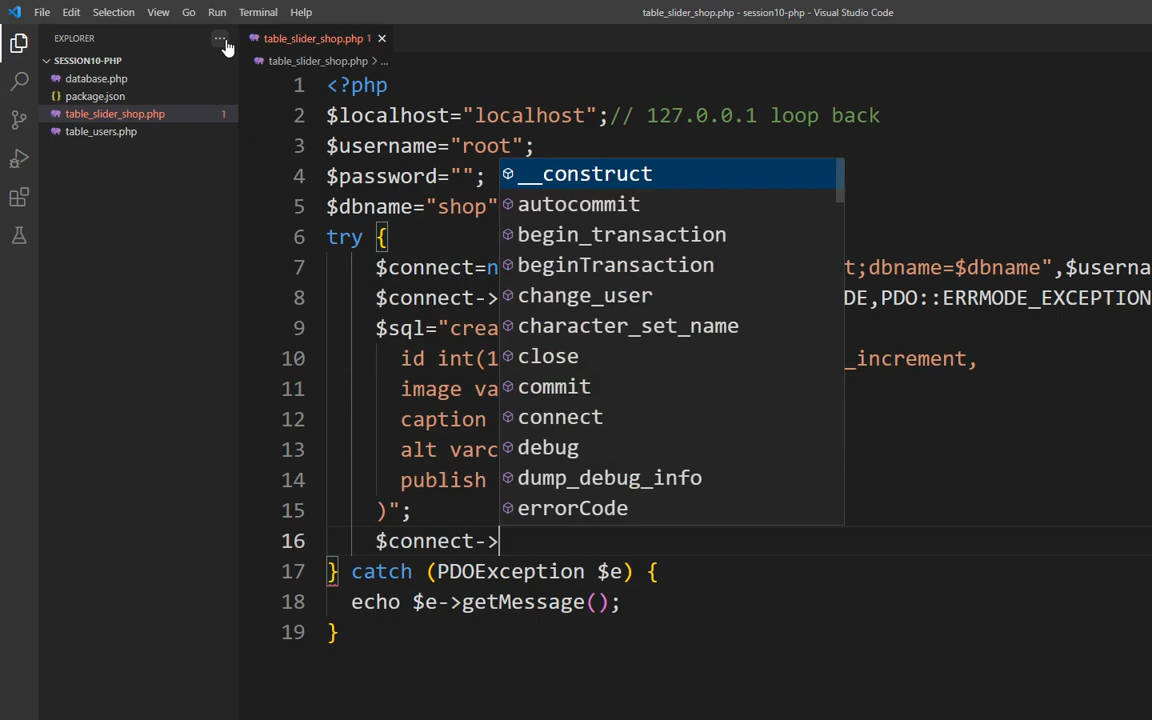 File Edit Selection View Go Run Terminal Help
table_slider_shop.php - session10-php - Visual Studio Code
EXPLORER
...
SESSION10-PHP
database.php
{} package.json
table_slider_shop.php 1
table_users.php
table_slider_shop.php 1
table_slider_shop.php > ...
1 <?php
2 $localhost="localhost";// 127.0.0.1 loop back
3 $username="root";
4 $password="";
5 $dbname="shop"
6 try {
7 $connect=n t;dbname=$dbname",$userna
8 $connect-> DE,PDO::ERRMODE_EXCEPTION
9 $sql="crea
10 id int(1 _increment,
11 image va
12 caption
13 alt varc
14 publish
15 )";
16 $connect->
17 } catch (PDOException $e) {
18 echo $e->getMessage();
19 }
__construct
autocommit
begin_transaction
beginTransaction
change_user
character_set_name
close
commit
connect
debug
dump_debug_info
errorCode